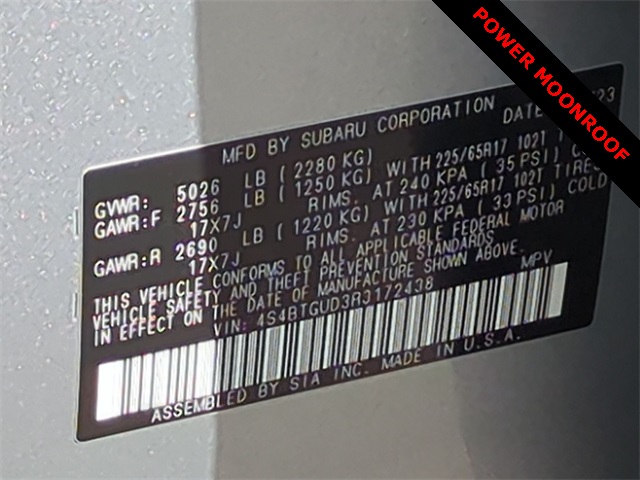 POWER MOONROOF
MFD BY SUBARU CORPORATION DATE 23
GVWR: 5026 LB (2280 KG)
GAWR:F 2756 LB (1250 KG) WITH 225/65R17 102T TIRES
17X7J RIMS. AT 240 KPA (35 PSI) COLD
GAWR:R 2690 LB (1220 KG) WITH 225/65R17 102T TIRES
17X7J RIMS. AT 230 KPA (33 PSI) COLD
THIS VEHICLE CONFORMS TO ALL APPLICABLE FEDERAL MOTOR
VEHICLE SAFETY AND THEFT PREVENTION STANDARDS
IN EFFECT ON THE DATE OF MANUFACTURE SHOWN ABOVE.
VIN: 4S4BTGUD3R3172438 MPV
ASSEMBLED BY SIA INC. MADE IN U.S.A.